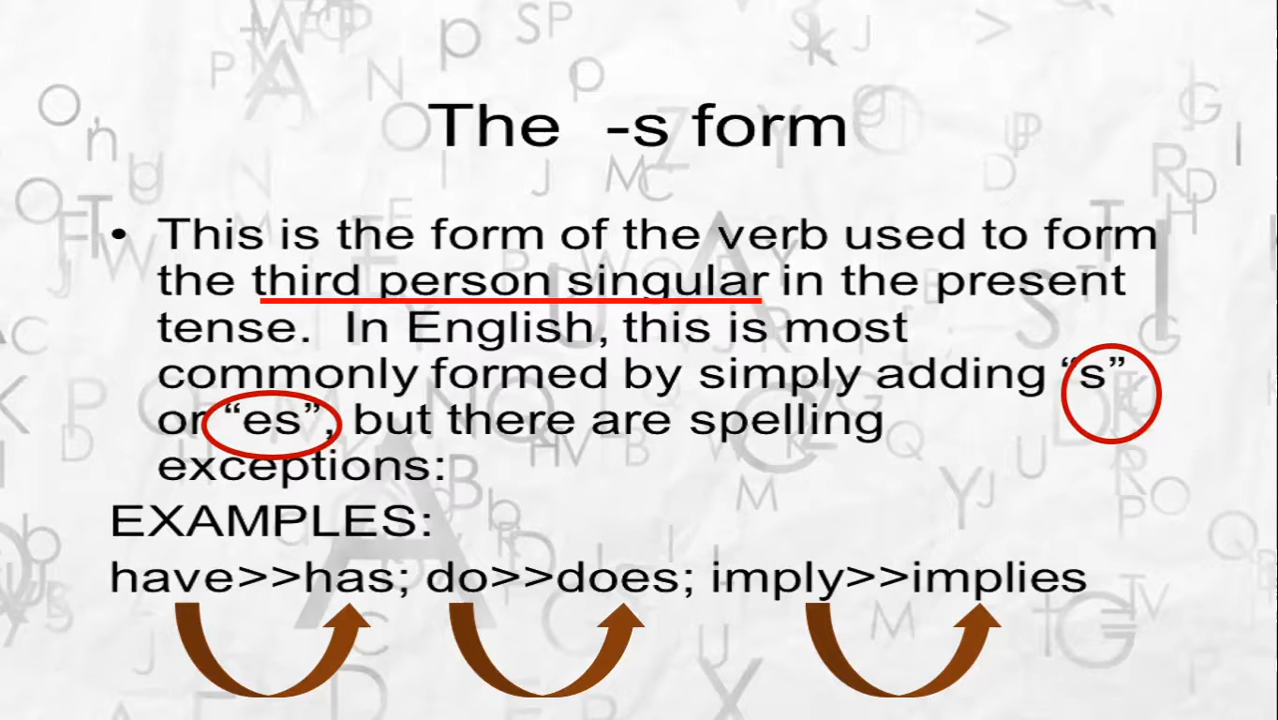 The -s form
• This is the form of the verb used to form
the third person singular in the present
tense. In English, this is most
commonly formed by simply adding “s”
or “es”, but there are spelling
exceptions:
EXAMPLES:
have>>has; do>>does; imply>>implies